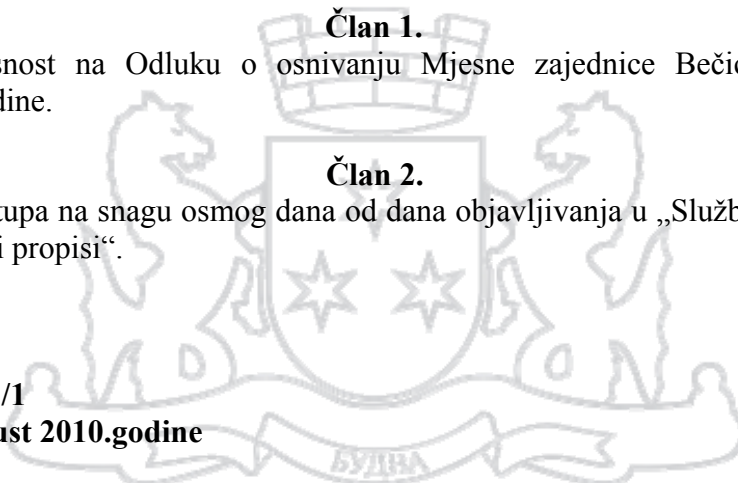 Član 1.
snost na Odluku o osnivanju Mjesne zajednice Bečić
dine.
Član 2.
tupa na snagu osmog dana od dana objavljivanja u „Služb
i propisi“.
/1
ust 2010.godine
БУДВА